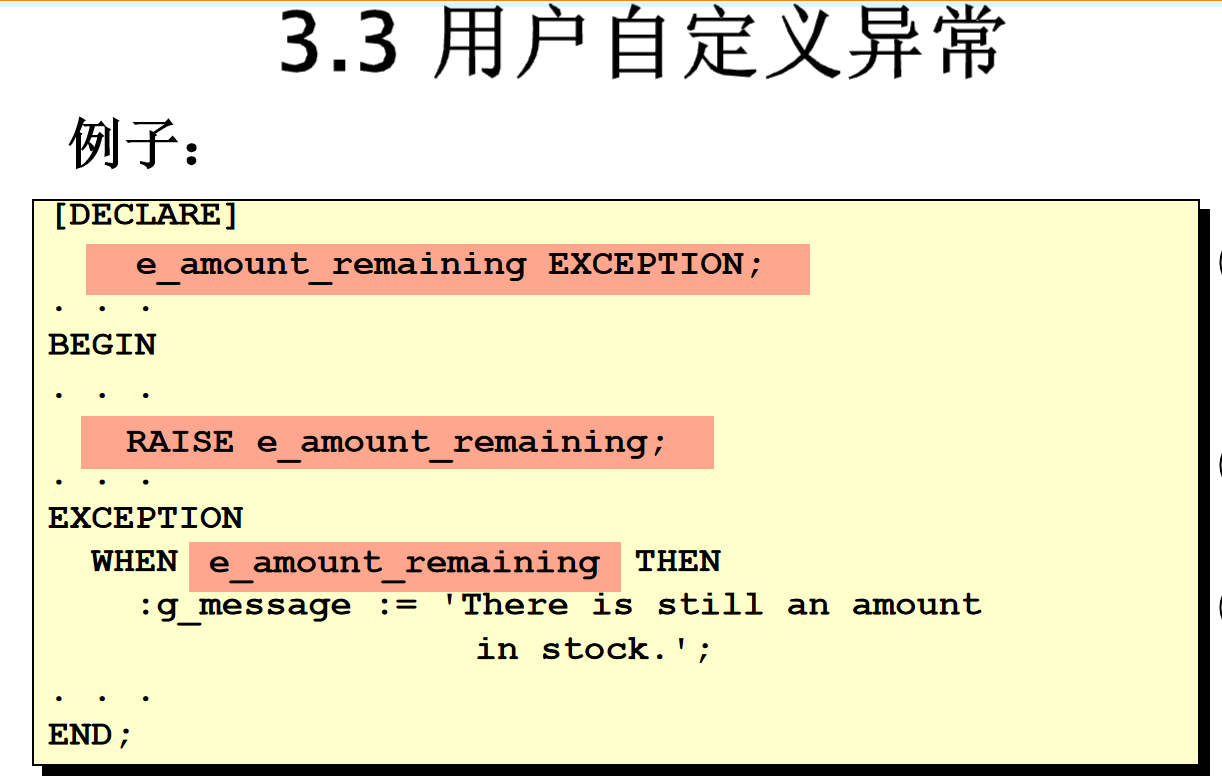 3.3 用户自定义异常
例子：
[DECLARE]
e_amount_remaining EXCEPTION;
. . .
BEGIN
. . .
RAISE e_amount_remaining;
. . .
EXCEPTION
WHEN e_amount_remaining THEN
:g_message := 'There is still an amount
in stock.';
. . .
END;